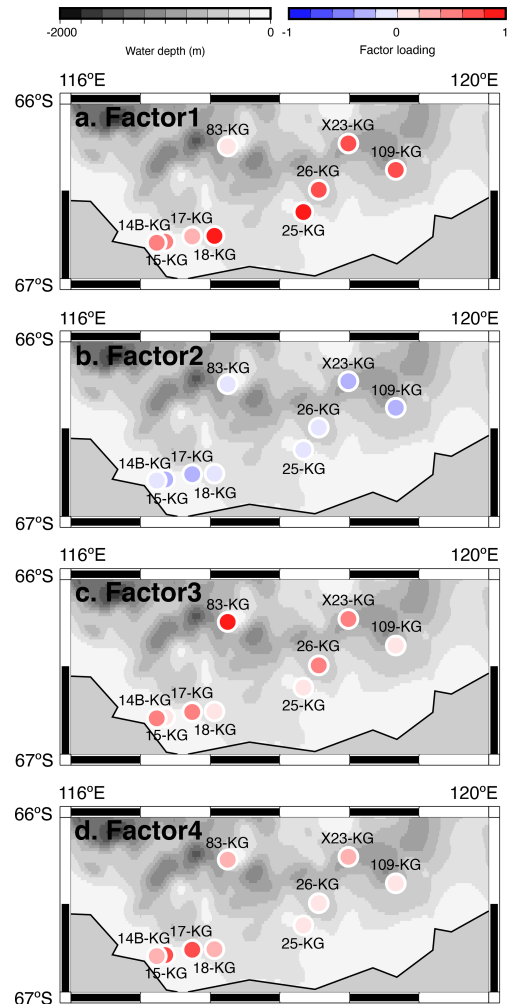 -2000 0 -1 0 1
Water depth (m) Factor loading
116ºE 120ºE
66ºS
a. Factor1
83-KG
X23-KG
109-KG
26-KG
14B-KG
17-KG
25-KG
15-KG
18-KG
67ºS
116ºE 120ºE
66ºS
b. Factor2
83-KG
X23-KG
109-KG
26-KG
14B-KG
17-KG
25-KG
15-KG
18-KG
67ºS
116ºE 120ºE
66ºS
c. Factor3
83-KG
X23-KG
109-KG
26-KG
14B-KG
17-KG
25-KG
15-KG
18-KG
67ºS
116ºE 120ºE
66ºS
d. Factor4
83-KG
X23-KG
109-KG
26-KG
14B-KG
17-KG
25-KG
15-KG
18-KG
67ºS